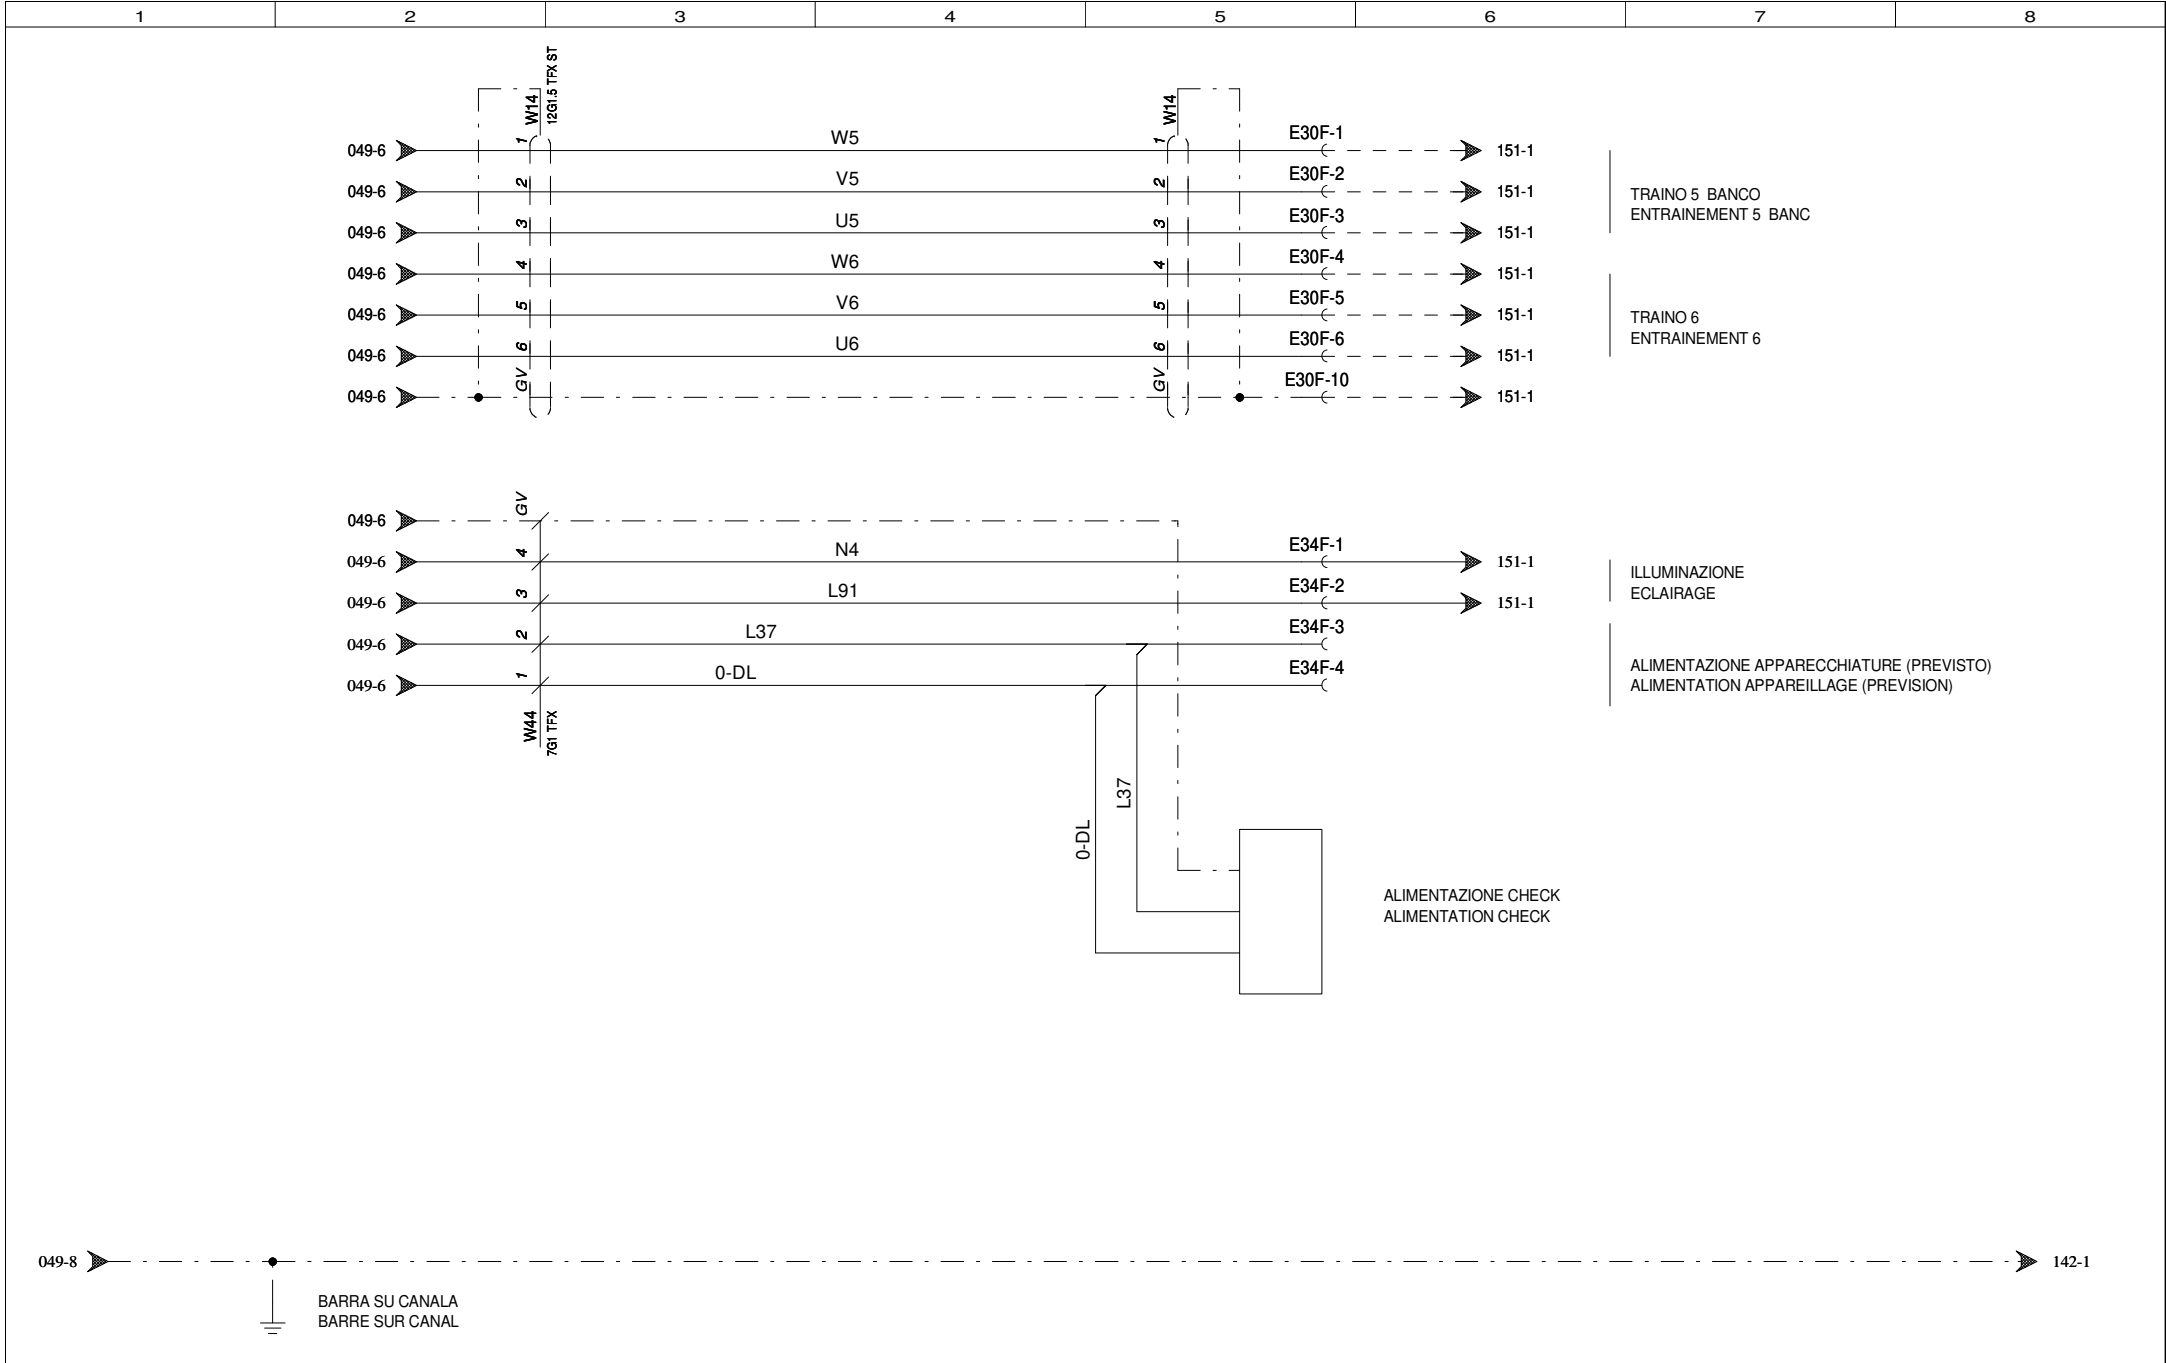 1 2 3 4 5 6 7 8
W14
12G1.5 TFX ST
W14
049-6 1 W5 1 E30F-1 151-1
049-6 2 V5 2 E30F-2 151-1
049-6 3 U5 3 E30F-3 151-1
TRAINO 5 BANCO
ENTRAINEMENT 5 BANC
049-6 4 W6 4 E30F-4 151-1
049-6 5 V6 5 E30F-5 151-1
049-6 6 U6 6 E30F-6 151-1
TRAINO 6
ENTRAINEMENT 6
049-6 GV GV E30F-10 151-1
049-6 GV
049-6 4 N4 E34F-1 151-1
049-6 3 L91 E34F-2 151-1
ILLUMINAZIONE
ECLAIRAGE
049-6 2 L37 E34F-3
049-6 1 0-DL E34F-4
ALIMENTAZIONE APPARECCHIATURE (PREVISTO)
ALIMENTATION APPAREILLAGE (PREVISION)
W44
7G1 TFX
L37
0-DL
ALIMENTAZIONE CHECK
ALIMENTATION CHECK
049-8 142-1
BARRA SU CANALA
BARRE SUR CANAL